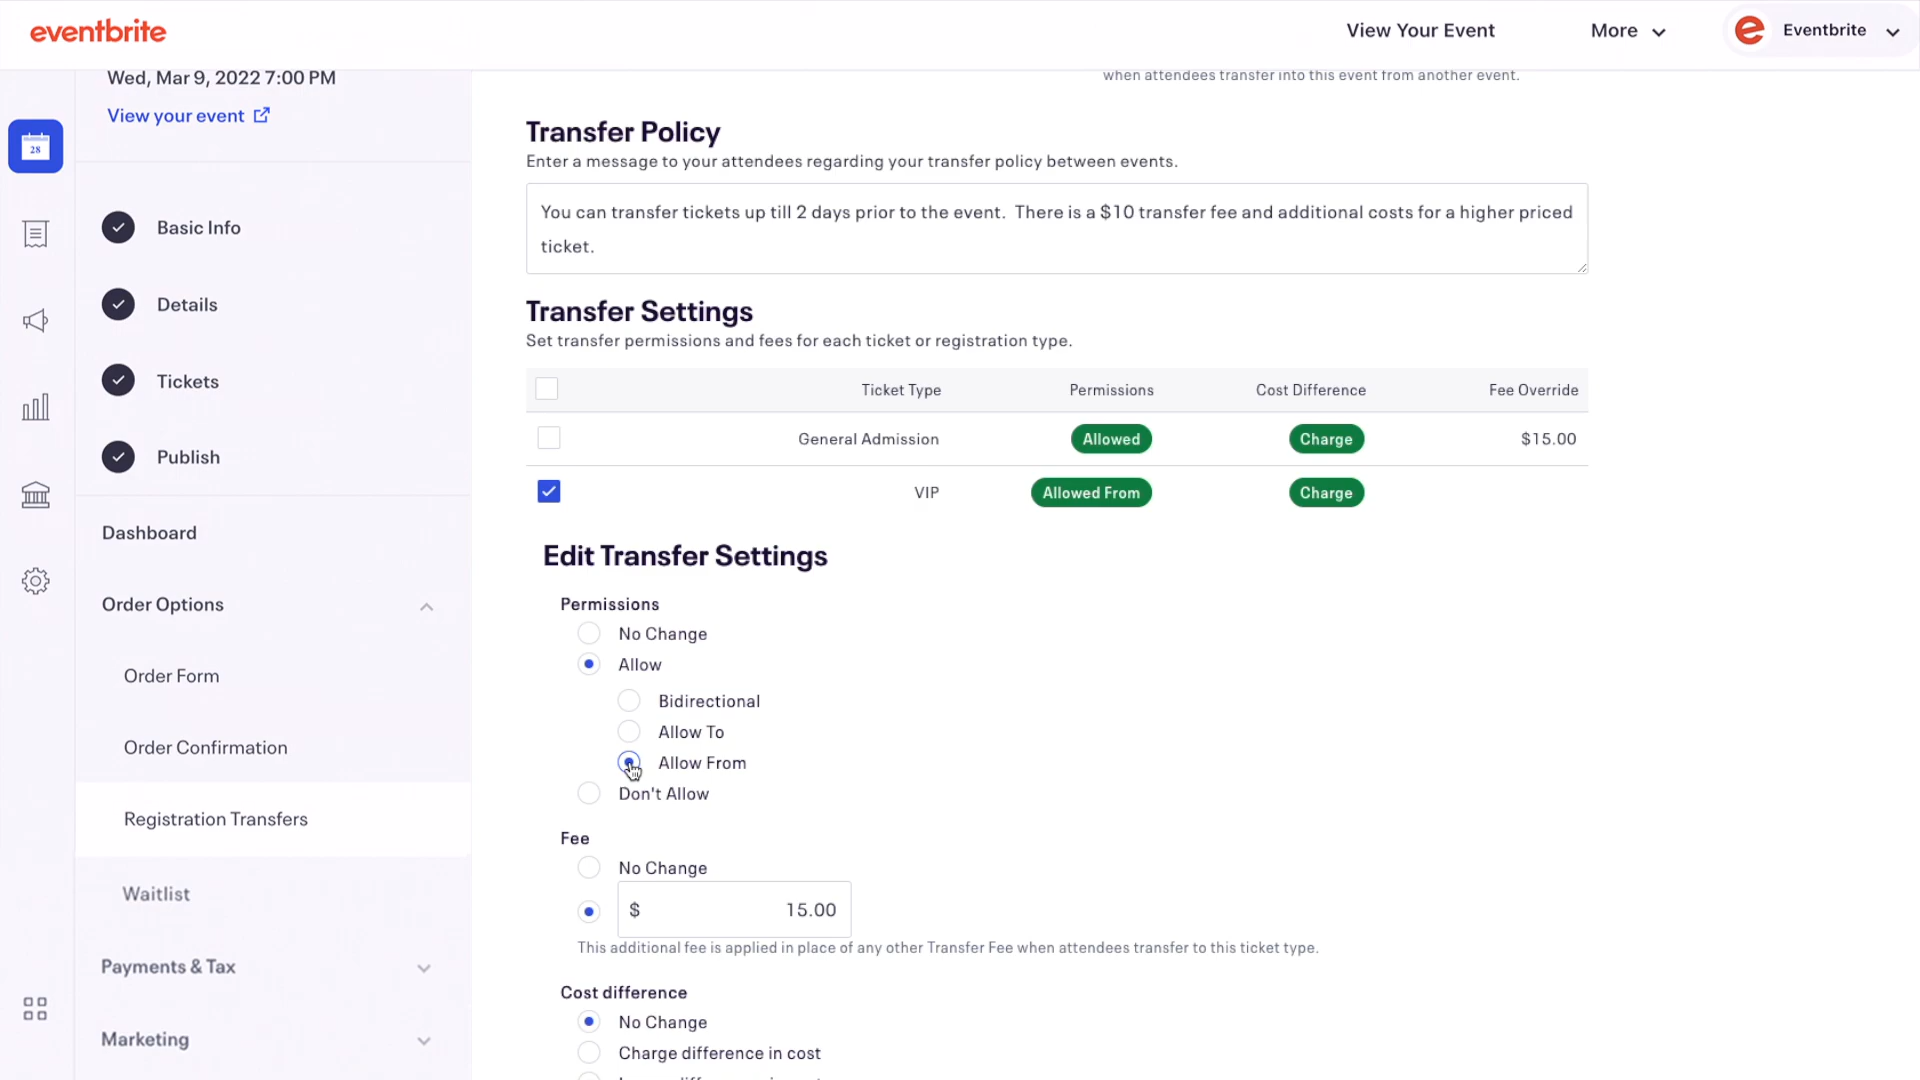 eventbrite
View Your Event
More
Eventbrite
Wed, Mar 9, 2022 7:00 PM
View your event
28
Basic Info
Details
Tickets
Publish
Dashboard
Order Options
Order Form
Order Confirmation
Registration Transfers
Waitlist
Payments & Tax
Marketing
when attendees transfer into this event from another event.
Transfer Policy
Enter a message to your attendees regarding your transfer policy between events.
You can transfer tickets up till 2 days prior to the event.  There is a $10 transfer fee and additional costs for a higher priced
ticket.
Transfer Settings
Set transfer permissions and fees for each ticket or registration type.
Ticket Type Permissions Cost Difference Fee Override
General Admission Allowed Charge $15.00
VIP Allowed From Charge
Edit Transfer Settings
Permissions
No Change
Allow
Bidirectional
Allow To
Allow From
Don't Allow
Fee
No Change
$ 15.00
This additional fee is applied in place of any other Transfer Fee when attendees transfer to this ticket type.
Cost difference
No Change
Charge difference in cost